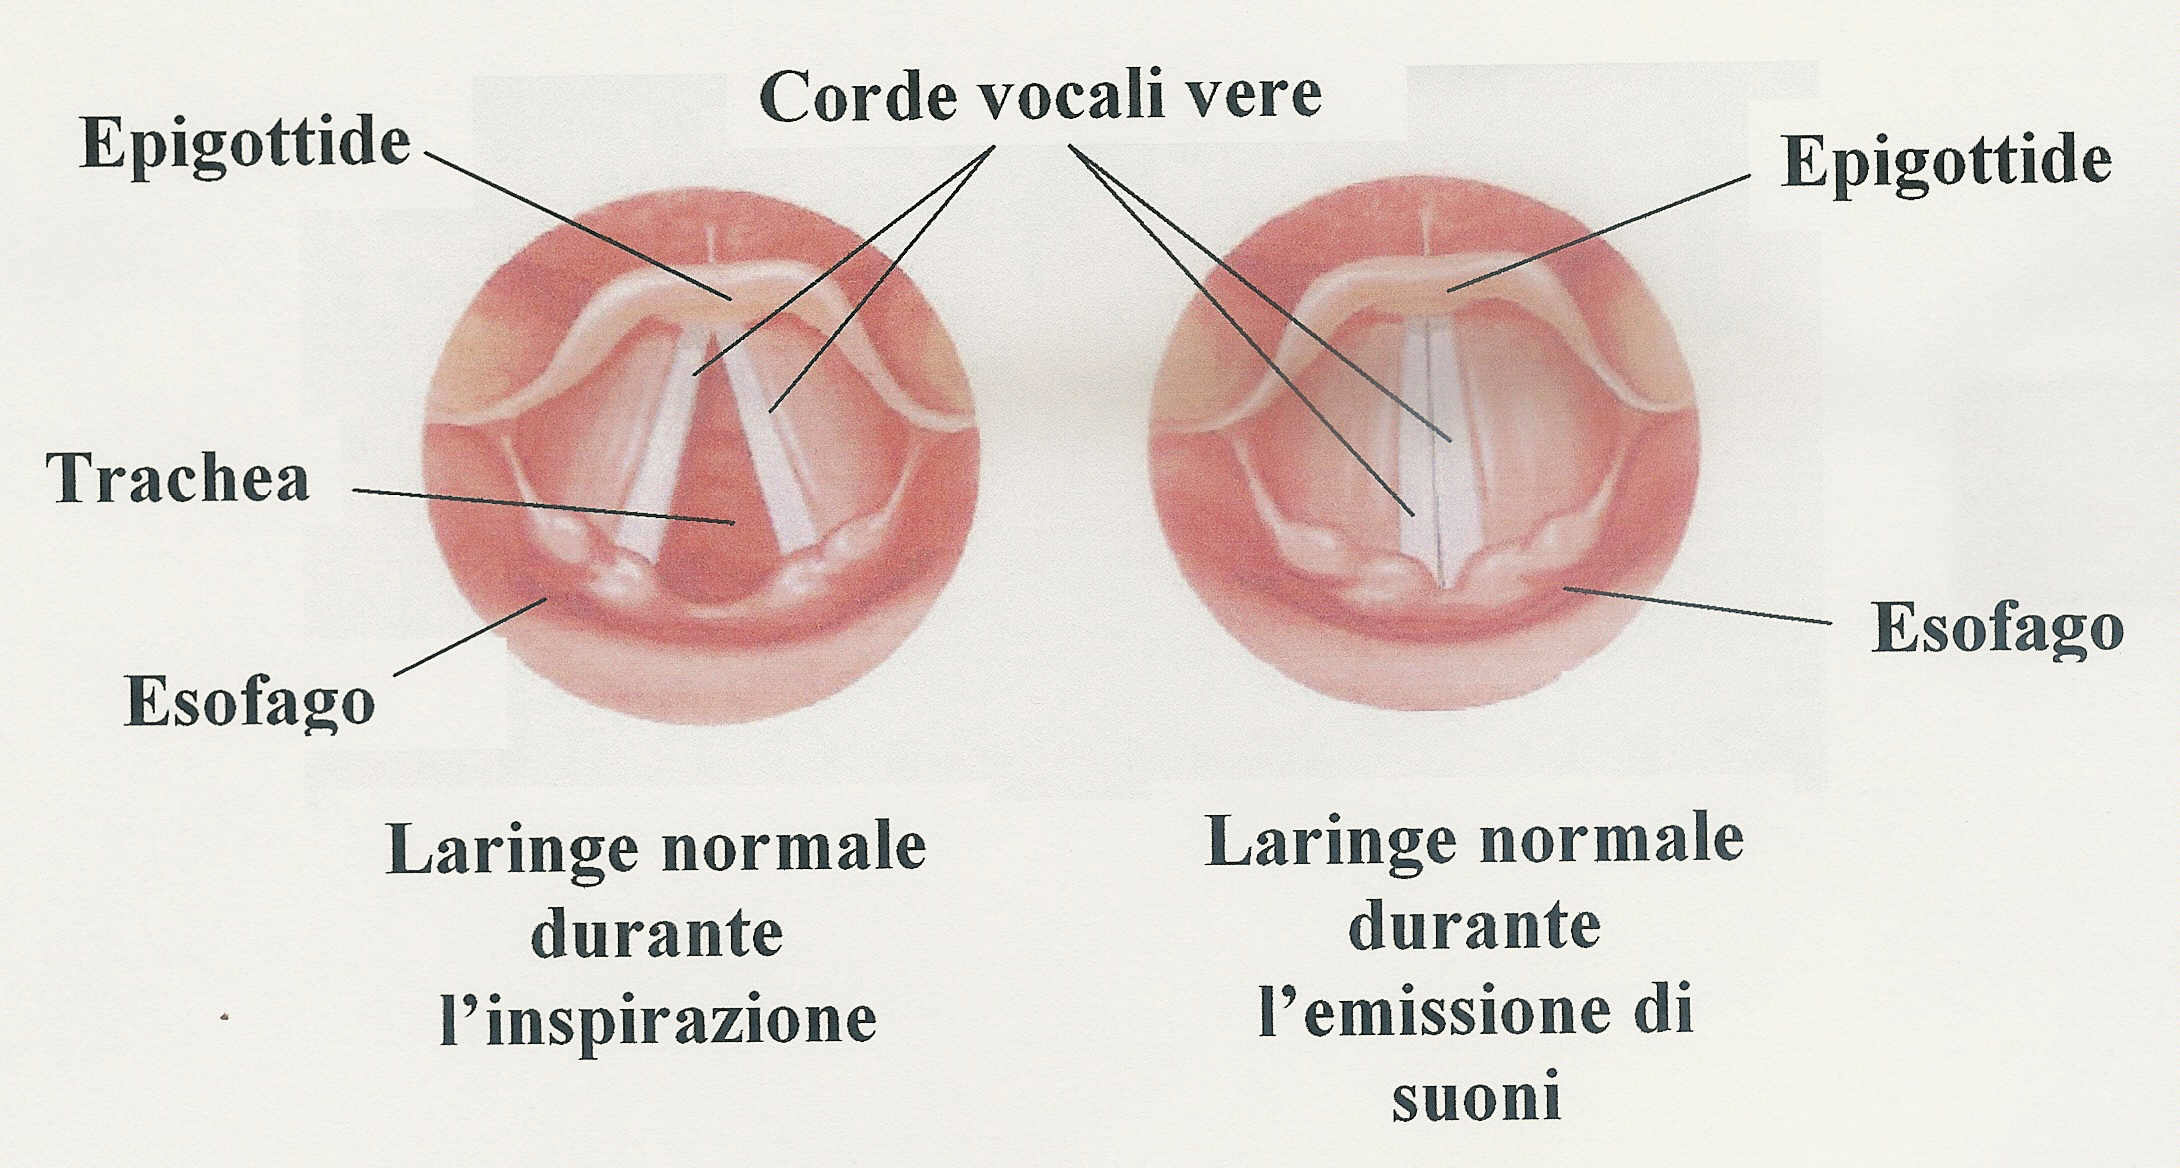 Corde vocali vere
Epigottide
Epigottide
Trachea
Esofago
Esofago
Laringe normale
durante
l’inspirazione
Laringe normale
durante
l’emissione di
suoni